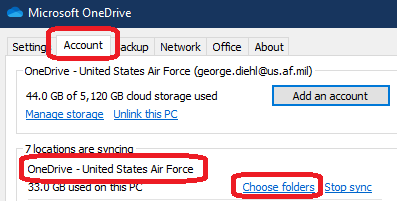 Microsoft OneDrive
Setting Account Backup Network Office About
OneDrive - United States Air Force (george.diehl@us.af.mil)
44.0 GB of 5,120 GB cloud storage used
Add an account
Manage storage Unlink this PC
7 locations are syncing
OneDrive - United States Air Force
33.0 GB used on this PC
Choose folders Stop sync